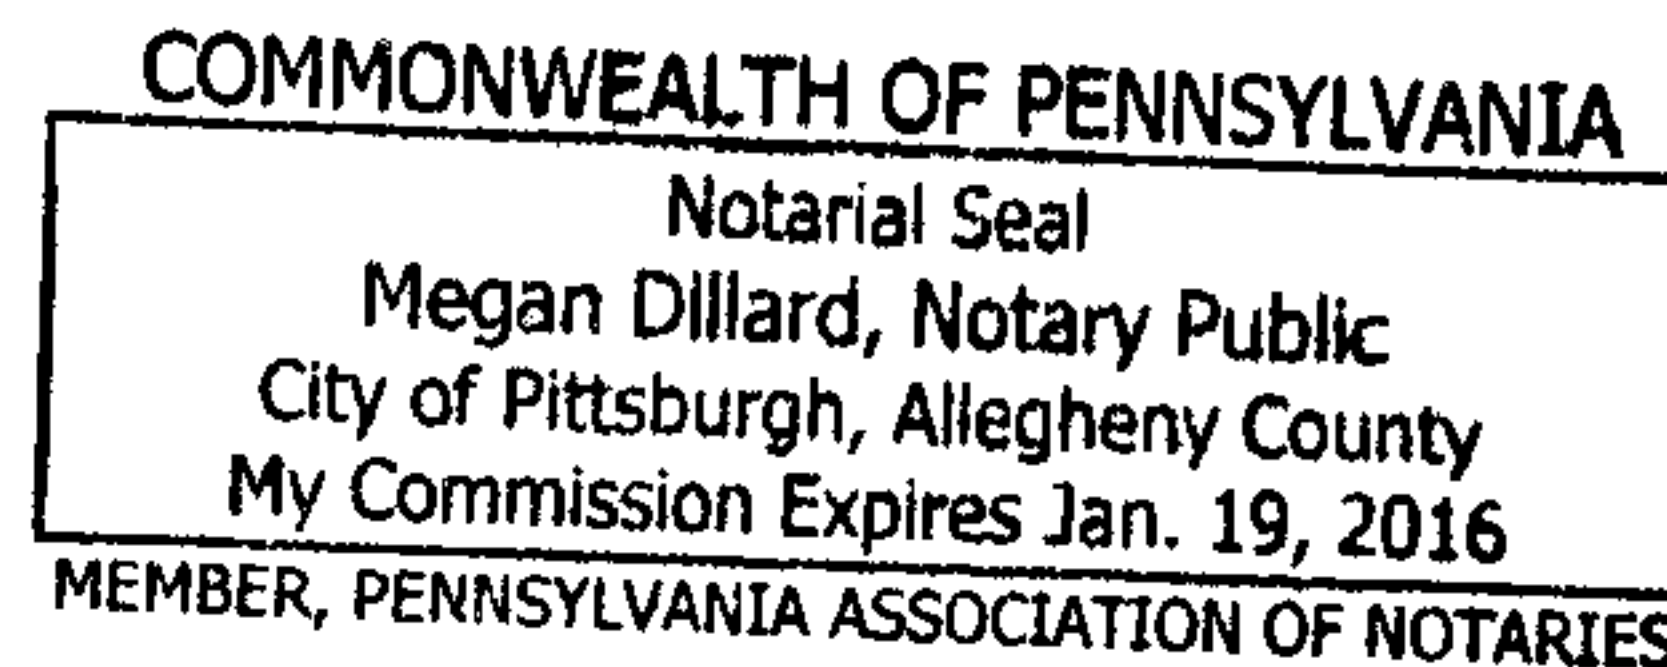 COMMONWEALTH OF PENNSYLVANIA
Notarial Seal
Megan Dillard, Notary Public
City of Pittsburgh, Allegheny County
My Commission Expires Jan. 19, 2016
MEMBER, PENNSYLVANIA ASSOCIATION OF NOTARIES